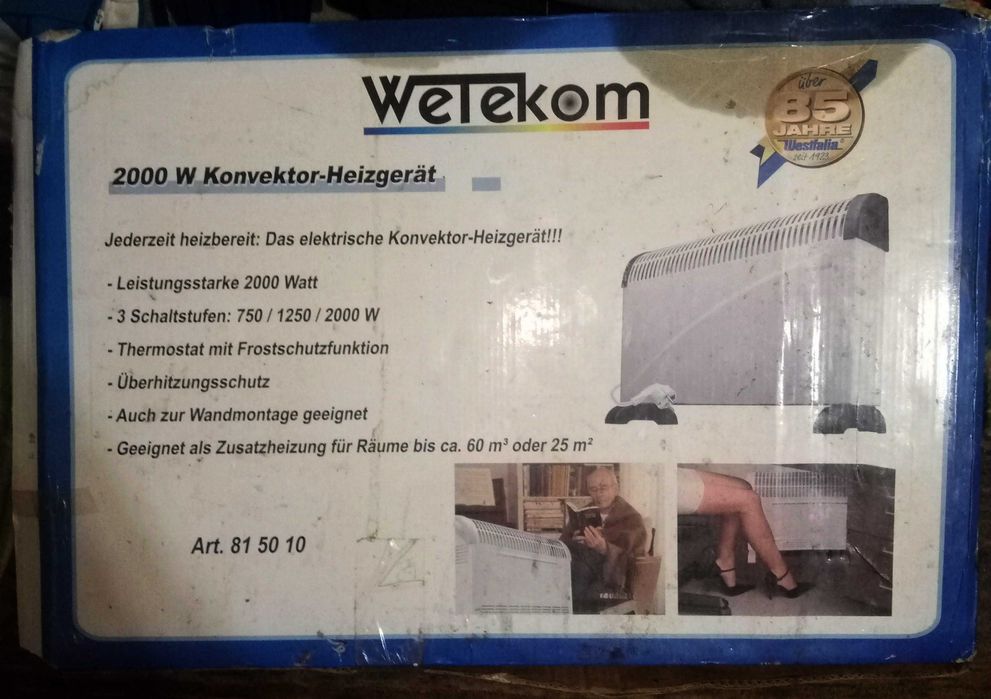 WeTekom
über
85
JAHRE
Westfalia®
seit 1923
2000 W Konvektor-Heizgerät
Jederzeit heizbereit: Das elektrische Konvektor-Heizgerät!!!
- Leistungsstarke 2000 Watt
- 3 Schaltstufen: 750 / 1250 / 2000 W
- Thermostat mit Frostschutzfunktion
- Überhitzungsschutz
- Auch zur Wandmontage geeignet
- Geeignet als Zusatzheizung für Räume bis ca. 60 m³ oder 25 m²
Art. 81 50 10